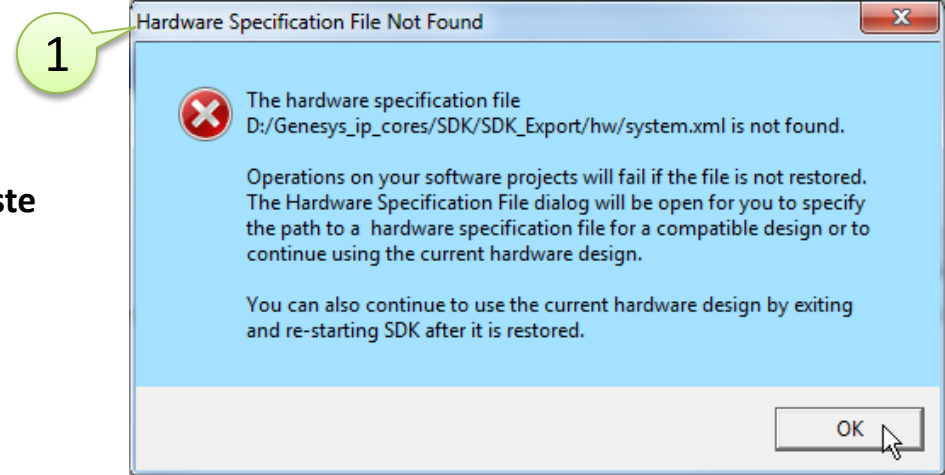 1
Hardware Specification File Not Found
The hardware specification file
D:/Genesys_ip_cores/SDK/SDK_Export/hw/system.xml is not found.
Operations on your software projects will fail if the file is not restored.
The Hardware Specification File dialog will be open for you to specify
the path to a  hardware specification file for a compatible design or to
continue using the current hardware design.
You can also continue to use the current hardware design by exiting
and re-starting SDK after it is restored.
OK
ste